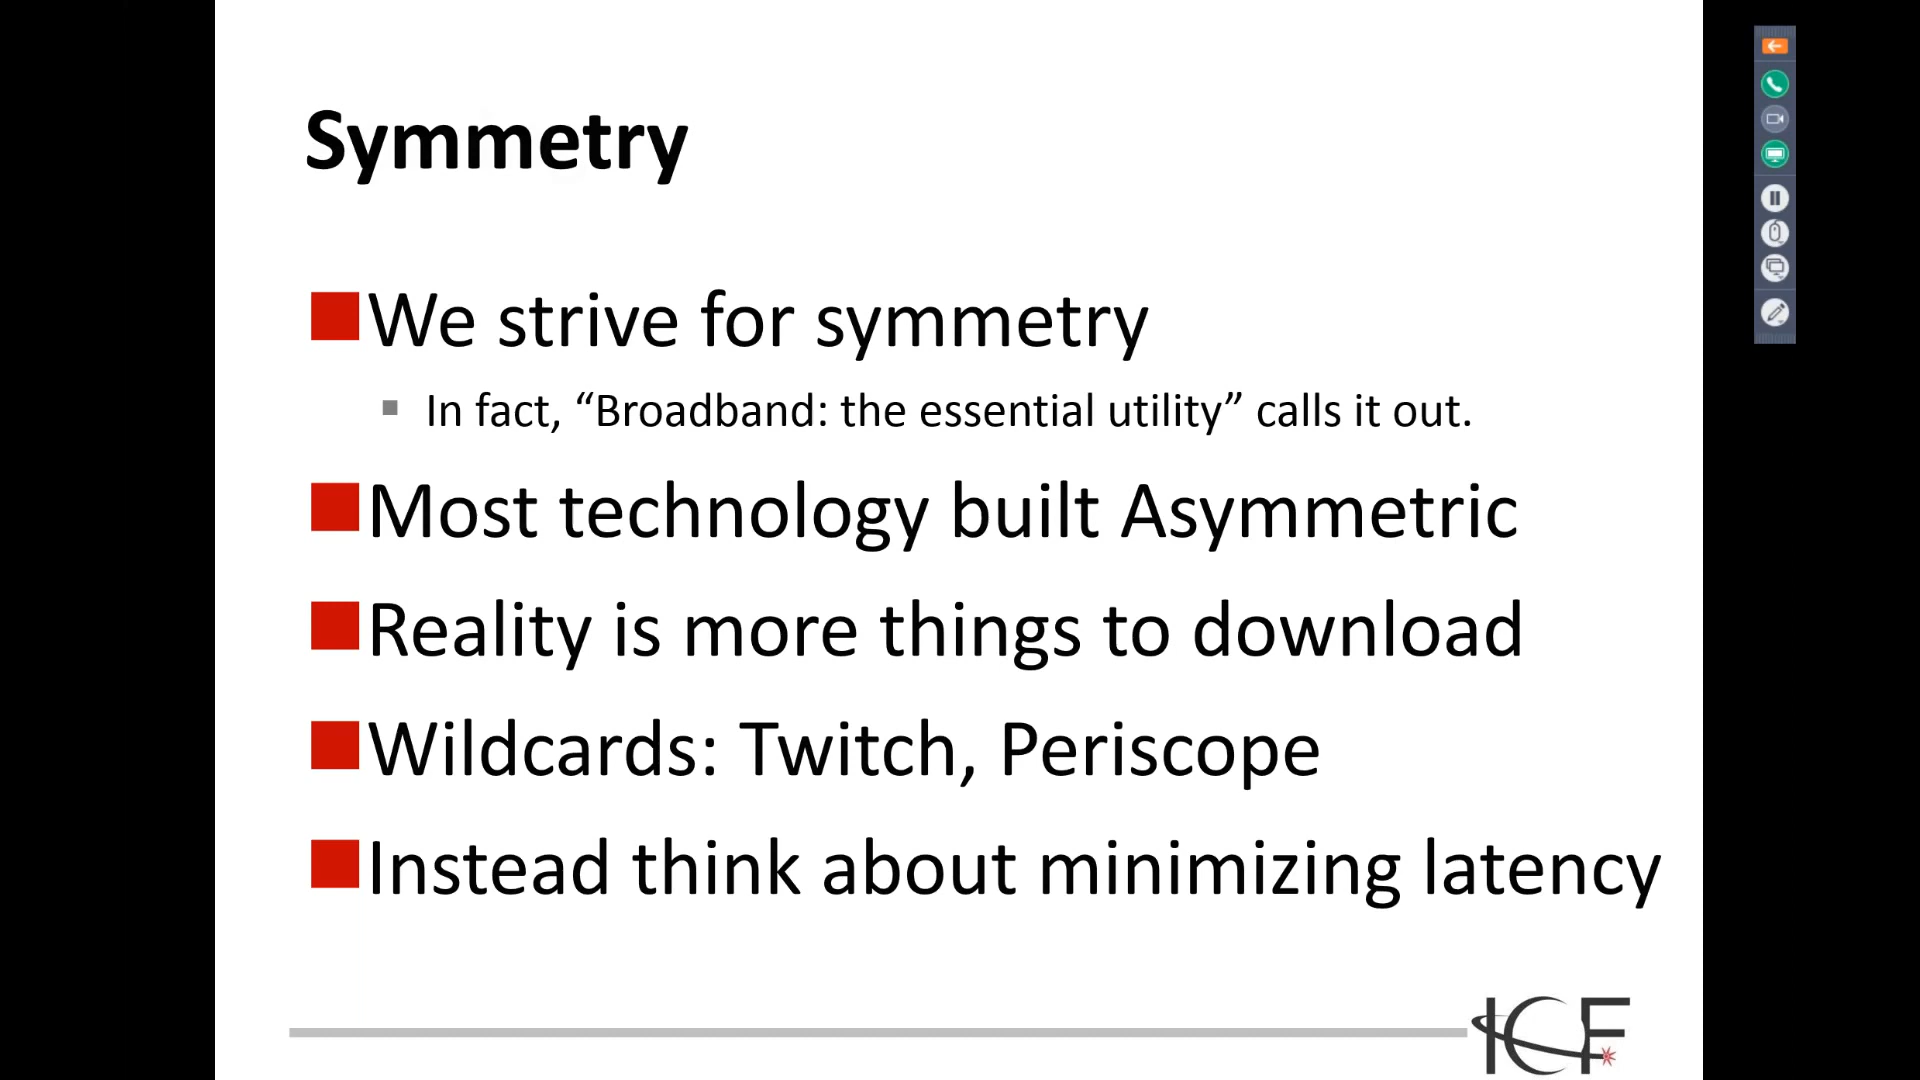 Symmetry
We strive for symmetry
In fact, “Broadband: the essential utility” calls it out.
Most technology built Asymmetric
Reality is more things to download
Wildcards: Twitch, Periscope
Instead think about minimizing latency
ICF